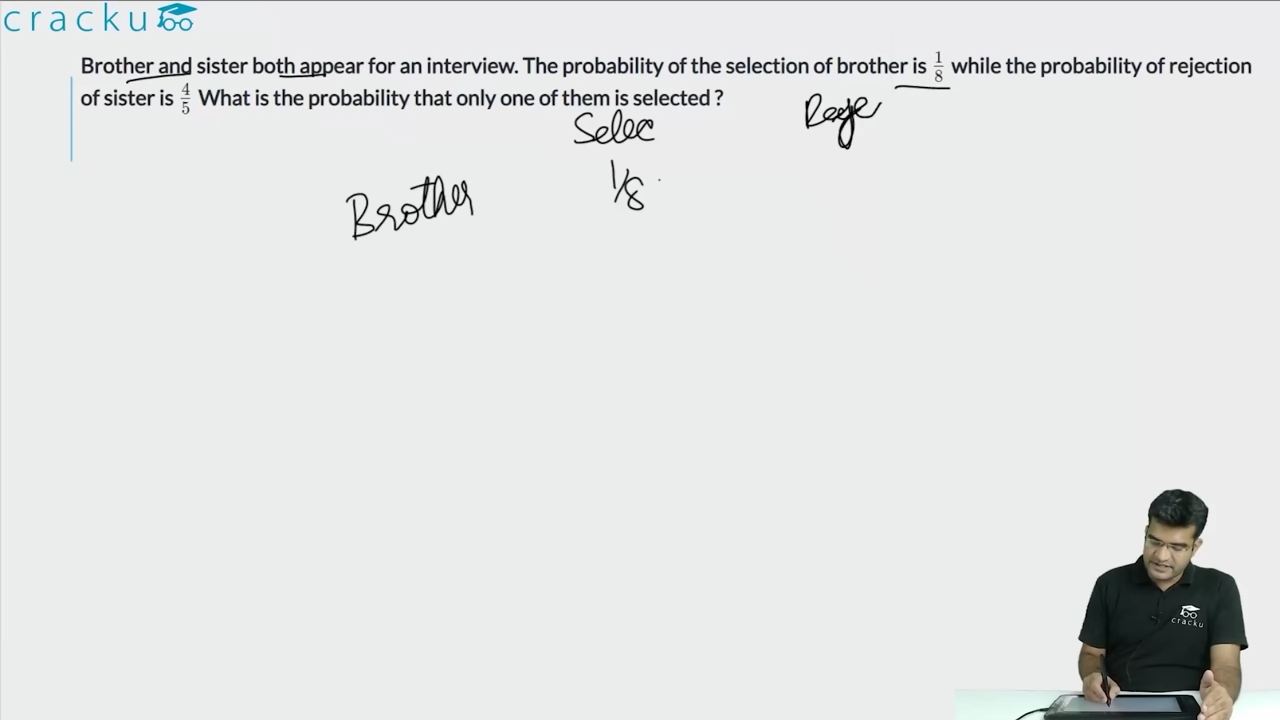 cracku
Brother and sister both appear for an interview. The probability of the selection of brother is 1/8 while the probability of rejection
of sister is 4/5 What is the probability that only one of them is selected ?
Selec
Reje
1/8
Brother
cracku